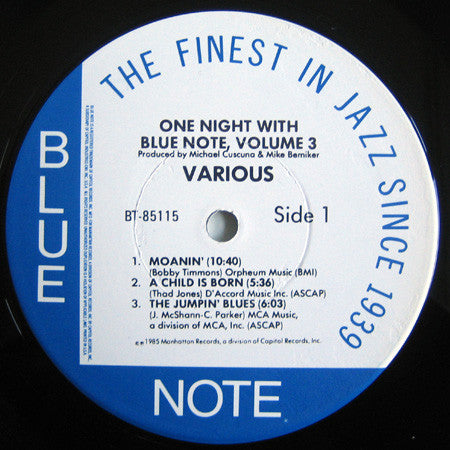 THE FINEST IN JAZZ SINCE 1939
BLUE
NOTE
ONE NIGHT WITH
BLUE NOTE, VOLUME 3
Produced by Michael Cuscuna & Mike Berniker
VARIOUS
BT-85115 Side 1
1. MOANIN' (10:40)
(Bobby Timmons) Orpheum Music (BMI)
2. A CHILD IS BORN (5:36)
(Thad Jones) D'Accord Music Inc. (ASCAP)
3. THE JUMPIN' BLUES (6:03)
(J. McShann-C. Parker) MCA Music,
a division of MCA, Inc. (ASCAP)
1985 Manhattan Records, a division of Capitol Records, Inc.